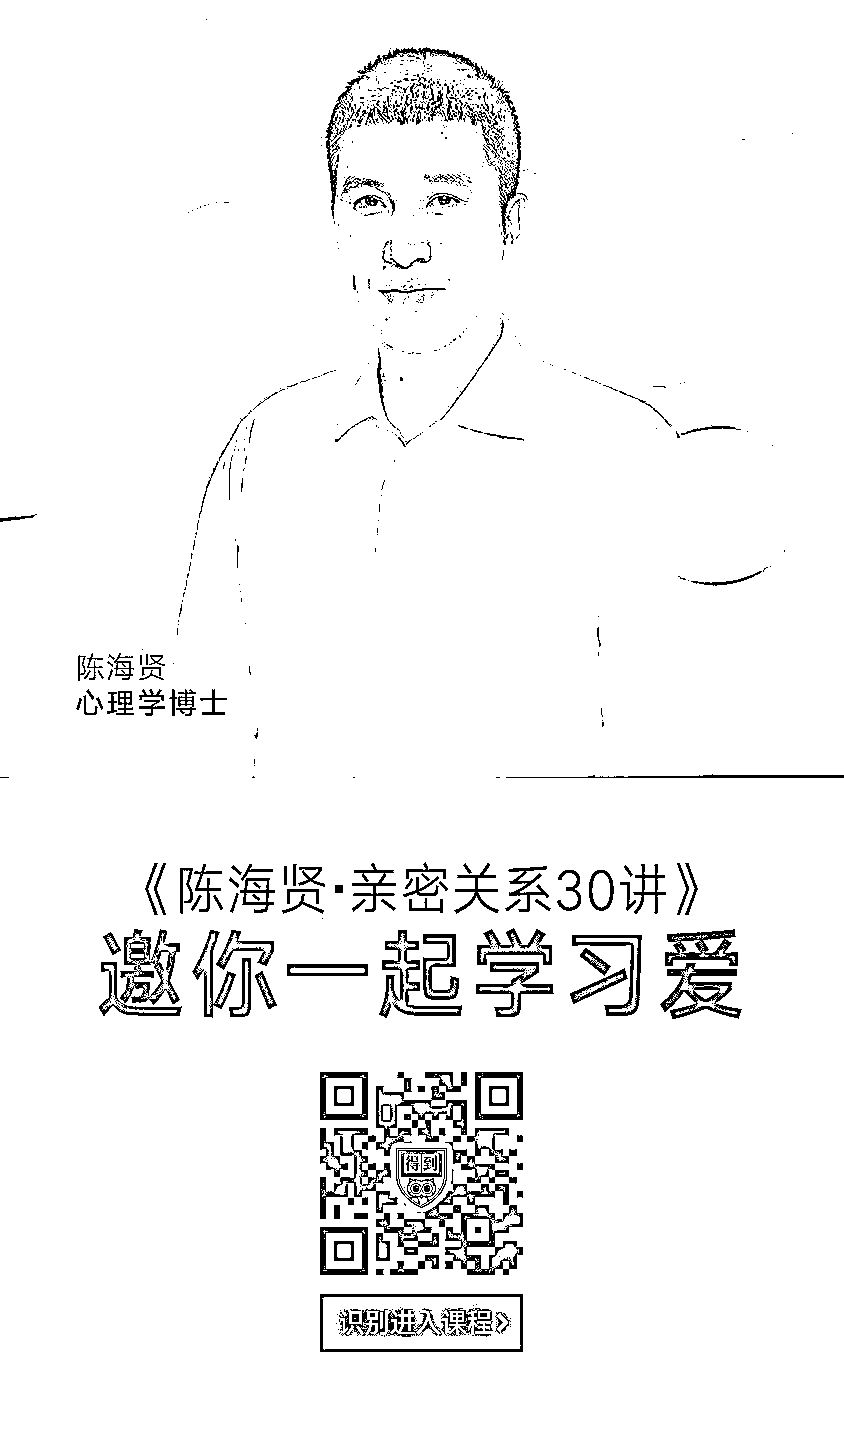 陈海贤
心理学博士
《陈海贤·亲密关系30讲》
邀你一起学习爱
得到
识别进入课程>